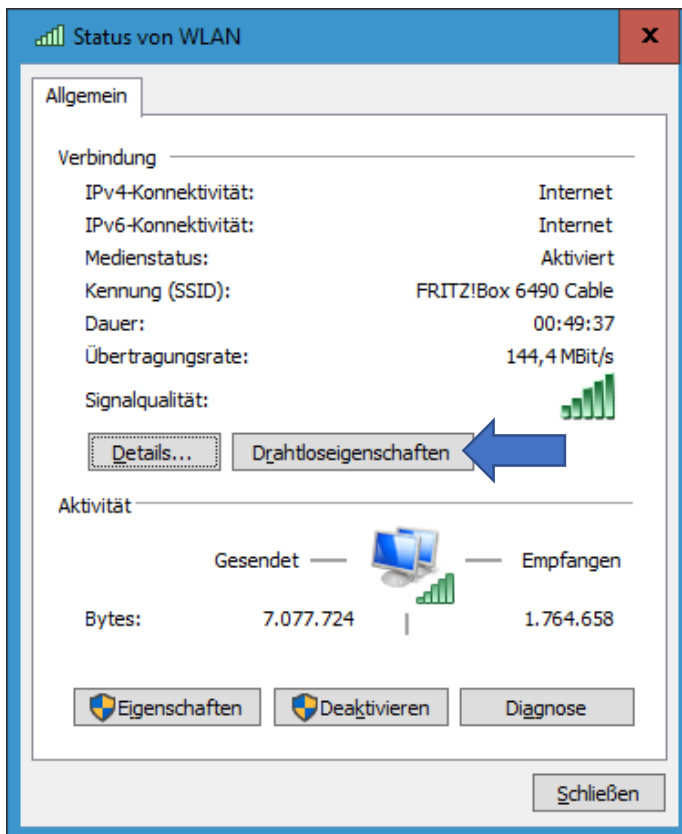 Status von WLAN
x
Allgemein
Verbindung
IPv4-Konnektivität: Internet
IPv6-Konnektivität: Internet
Medienstatus: Aktiviert
Kennung (SSID): FRITZ!Box 6490 Cable
Dauer: 00:49:37
Übertragungsrate: 144,4 MBit/s
Signalqualität:
Details... Drahtloseigenschaften
Aktivität
Gesendet Empfangen
Bytes: 7.077.724 1.764.658
Eigenschaften Deaktivieren Diagnose
Schließen